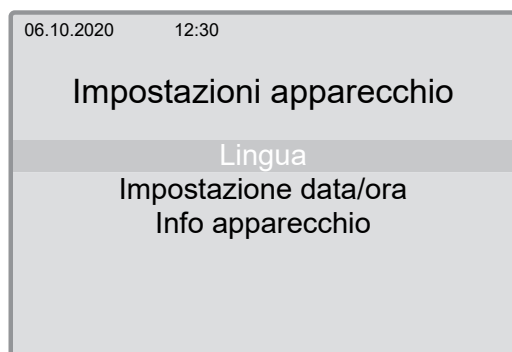 06.10.2020 12:30
Impostazioni apparecchio
Lingua
Impostazione data/ora
Info apparecchio